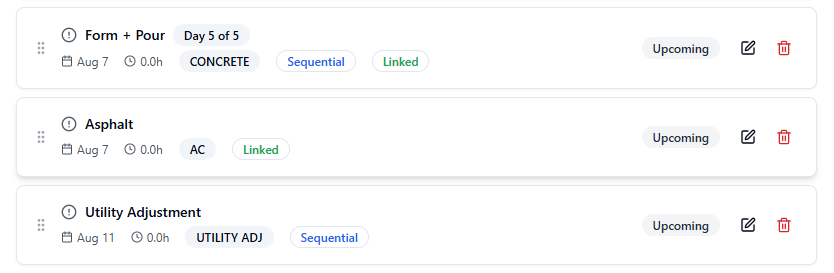 Form + Pour Day 5 of 5
Aug 7 0.0h CONCRETE Sequential Linked
Upcoming
Asphalt
Aug 7 0.0h AC Linked
Upcoming
Utility Adjustment
Aug 11 0.0h UTILITY ADJ Sequential
Upcoming